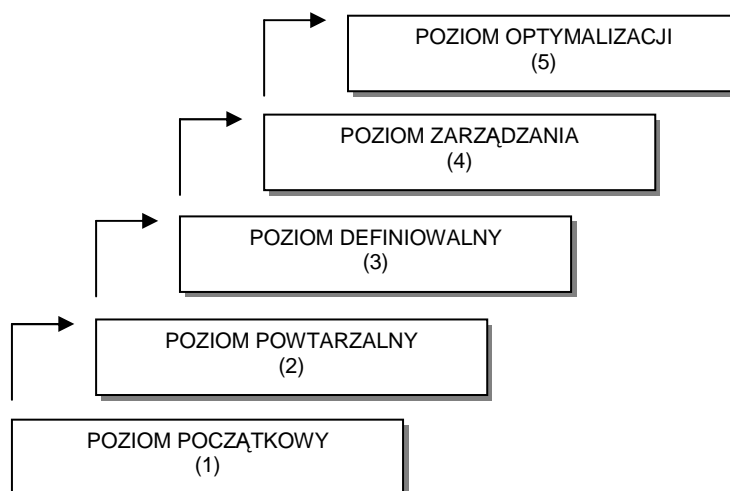 POZIOM OPTYMALIZACJI
(5)
POZIOM ZARZĄDZANIA
(4)
POZIOM DEFINIOWALNY
(3)
POZIOM POWTARZALNY
(2)
POZIOM POCZĄTKOWY
(1)